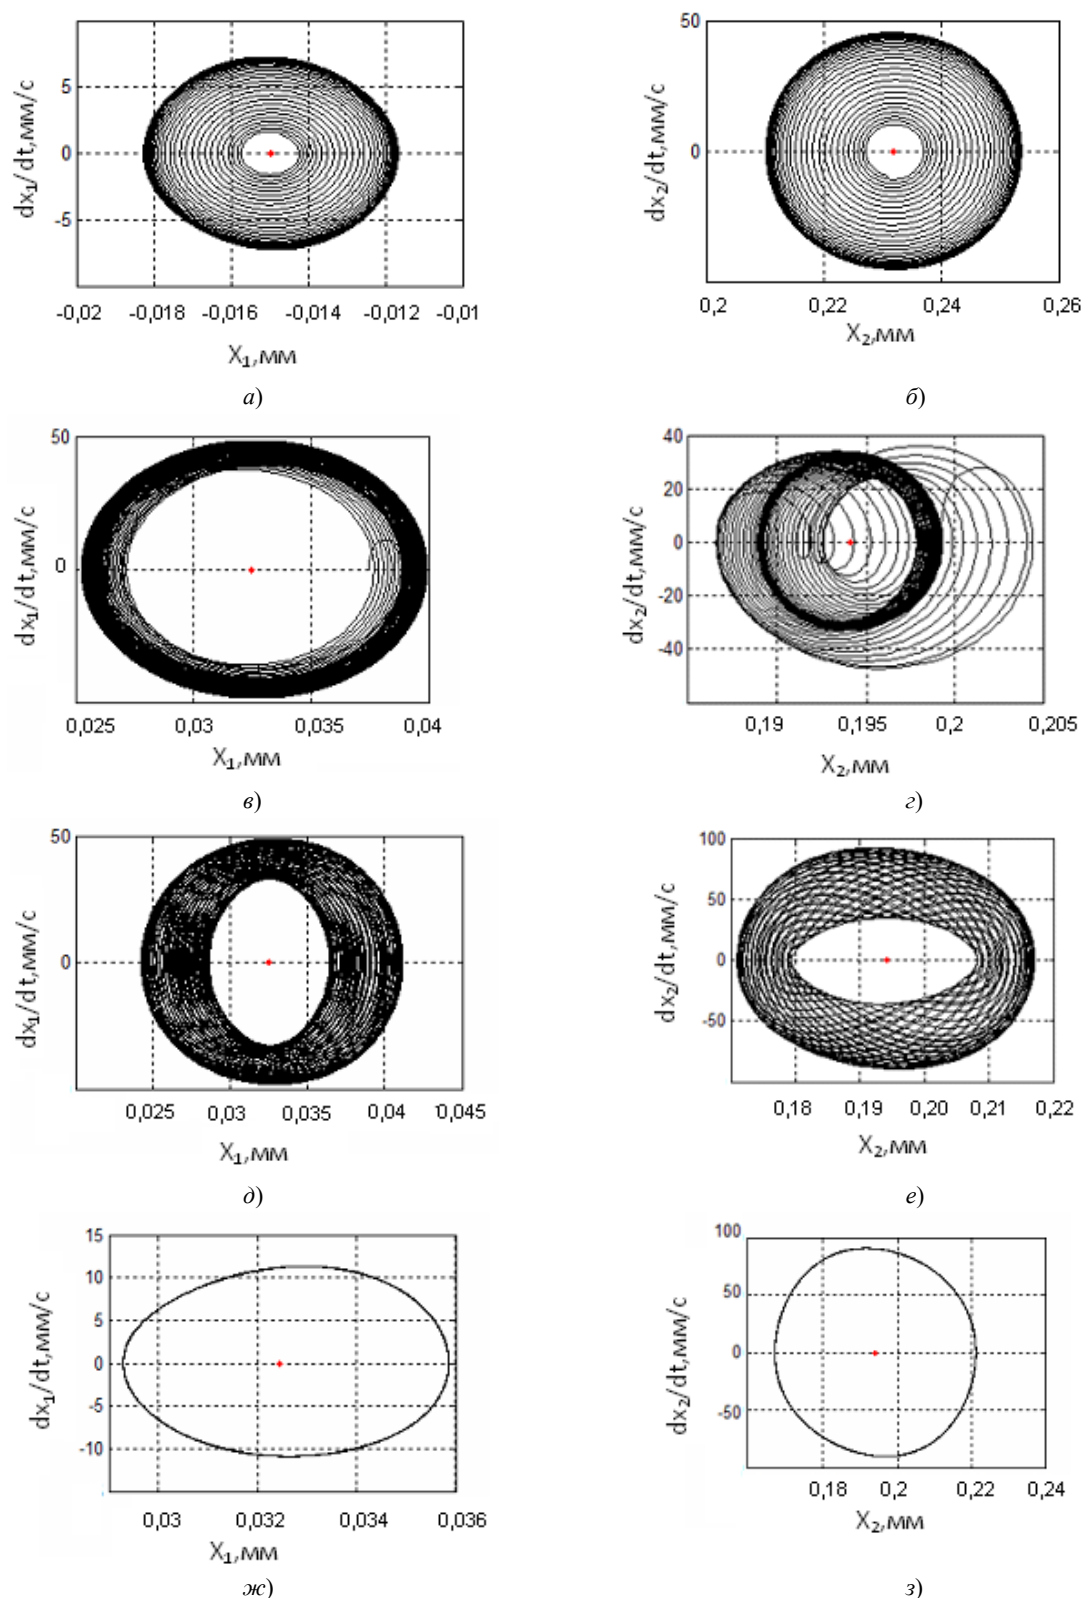 5
0
-5
dx₁/dt,мм/с
-0,02 -0,018 -0,016 -0,014 -0,012 -0,01
X₁,мм
а)
50
0
dx₂/dt,мм/с
0,2 0,22 0,24 0,26
X₂,мм
б)
50
0
dx₁/dt,мм/с
0,025 0,03 0,035 0,04
X₁,мм
в)
40
20
0
-20
-40
dx₂/dt,мм/с
0,19 0,195 0,2 0,205
X₂,мм
г)
50
0
dx₁/dt,мм/с
0,025 0,03 0,035 0,04 0,045
X₁,мм
д)
100
50
0
-50
dx₂/dt,мм/с
0,18 0,19 0,20 0,21 0,22
X₂,мм
е)
15
10
5
0
-5
-10
dx₁/dt,мм/с
0,03 0,032 0,034 0,036
X₁,мм
ж)
100
50
0
-50
dx₂/dt,мм/с
0,18 0,2 0,22 0,24
X₂,мм
з)